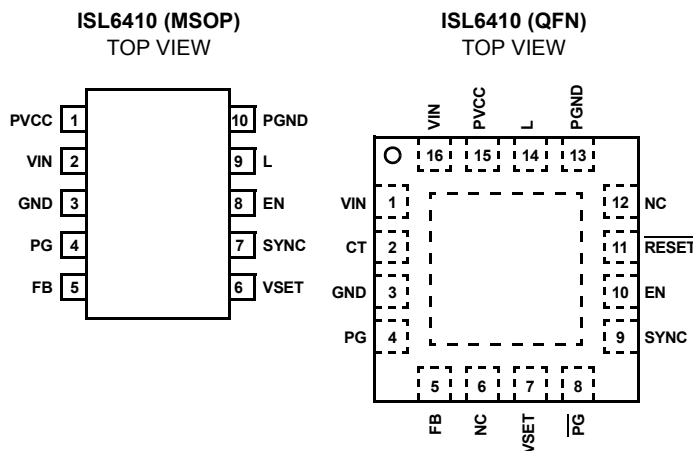 ISL6410 (MSOP)
TOP VIEW
PVCC 1
10 PGND
VIN 2
9 L
GND 3
8 EN
PG 4
7 SYNC
FB 5
6 VSET
ISL6410 (QFN)
TOP VIEW
VIN
PVCC
L
PGND
16
15
14
13
VIN 1
12 NC
CT 2
11 RESET
GND 3
10 EN
PG 4
9 SYNC
5
6
7
8
FB
NC
VSET
PG